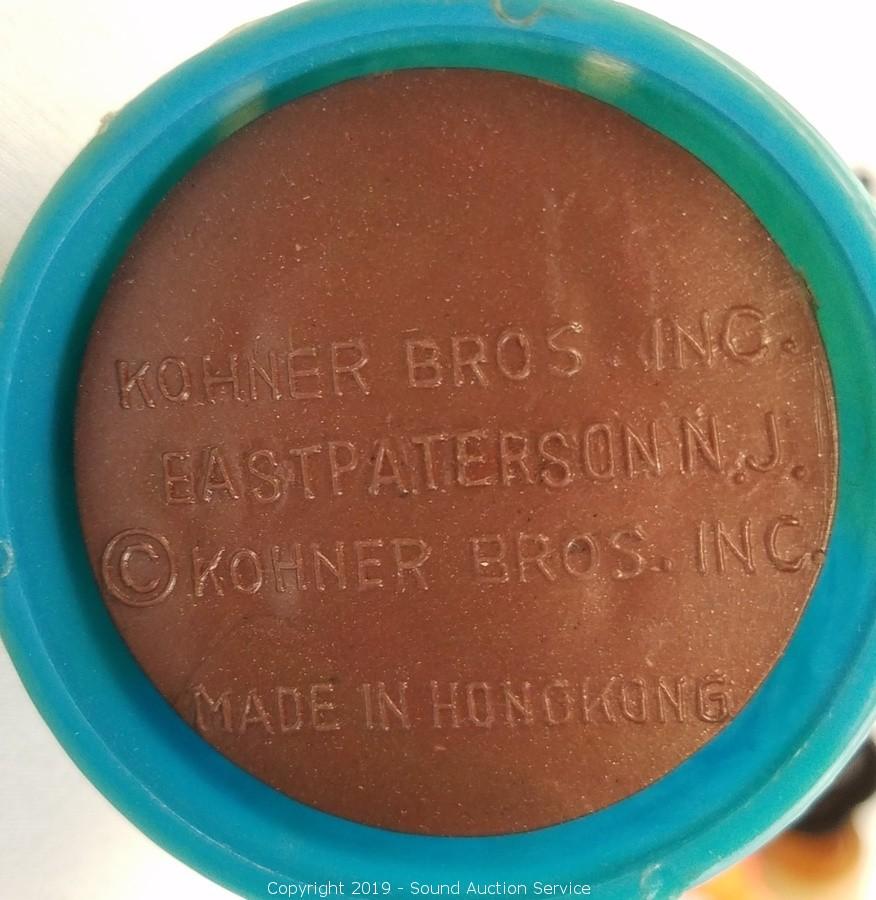 KOHNER BROS. INC.
EASTPATERSON N.J.
© KOHNER BROS. INC.
MADE IN HONGKONG
Copyright 2019 - Sound Auction Service